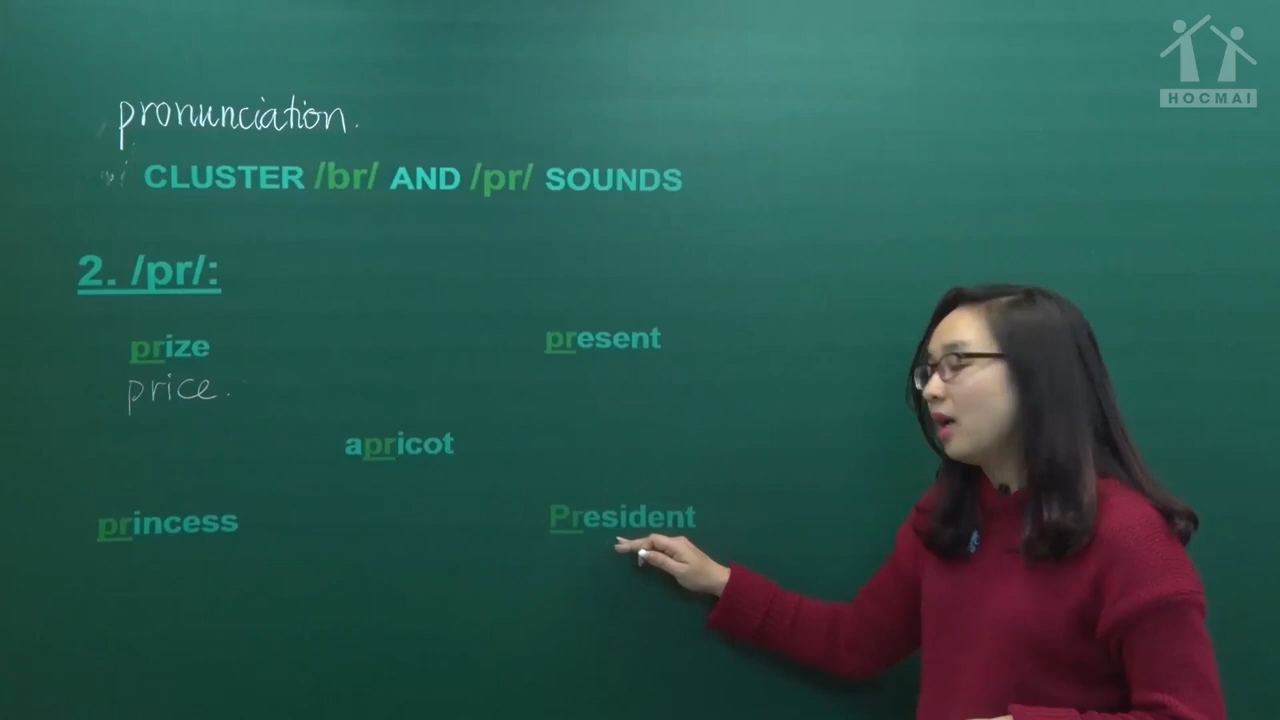 HOCMAI
pronunciation.
CLUSTER /br/ AND /pr/ SOUNDS
2. /pr/:
prize
present
price.
apricot
princess
President